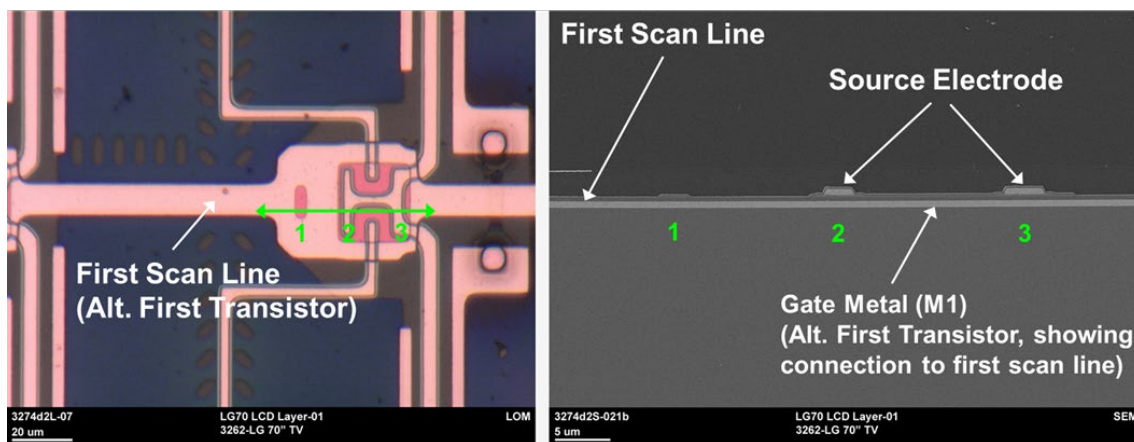 First Scan Line
(Alt. First Transistor)
1
2
3
3274d2L-07
LG70 LCD Layer-01
LOM
20 um
3262-LG 70" TV
First Scan Line
Source Electrode
1
2
3
Gate Metal (M1)
(Alt. First Transistor, showing
connection to first scan line)
3274d2S-021b
LG70 LCD Layer-01
SEM
5 um
3262-LG 70" TV